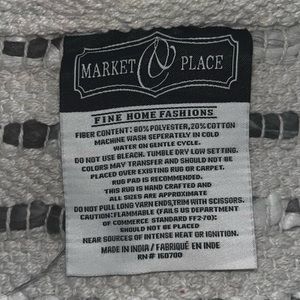 MARKET & PLACE
FINE HOME FASHIONS
FIBER CONTENT: 80% POLYESTER, 20% COTTON
MACHINE WASH SEPERATELY IN COLD
WATER ON GENTLE CYCLE.
DO NOT USE BLEACH. TUMBLE DRY LOW SETTING.
COLORS MAY TRANSFER AND SHOULD NOT BE
PLACED OVER EXISTING RUG OR CARPET.
RUG PAD IS RECOMMENDED.
THIS RUG IS HAND CRAFTED AND
ALL SIZES ARE APPROXIMATE
DO NOT PULL LONG YARN ENDS, TRIM WITH SCISSORS.
CAUTION: FLAMMABLE (FAILS US DEPARTMENT
OF COMMERCE STANDARD FF2-70):
SHOULD NOT BE PLACED
NEAR SOURCES OF INTENSE HEAT OR IGNITION.
MADE IN INDIA / FABRIQUÉ EN INDE
RN# 160700